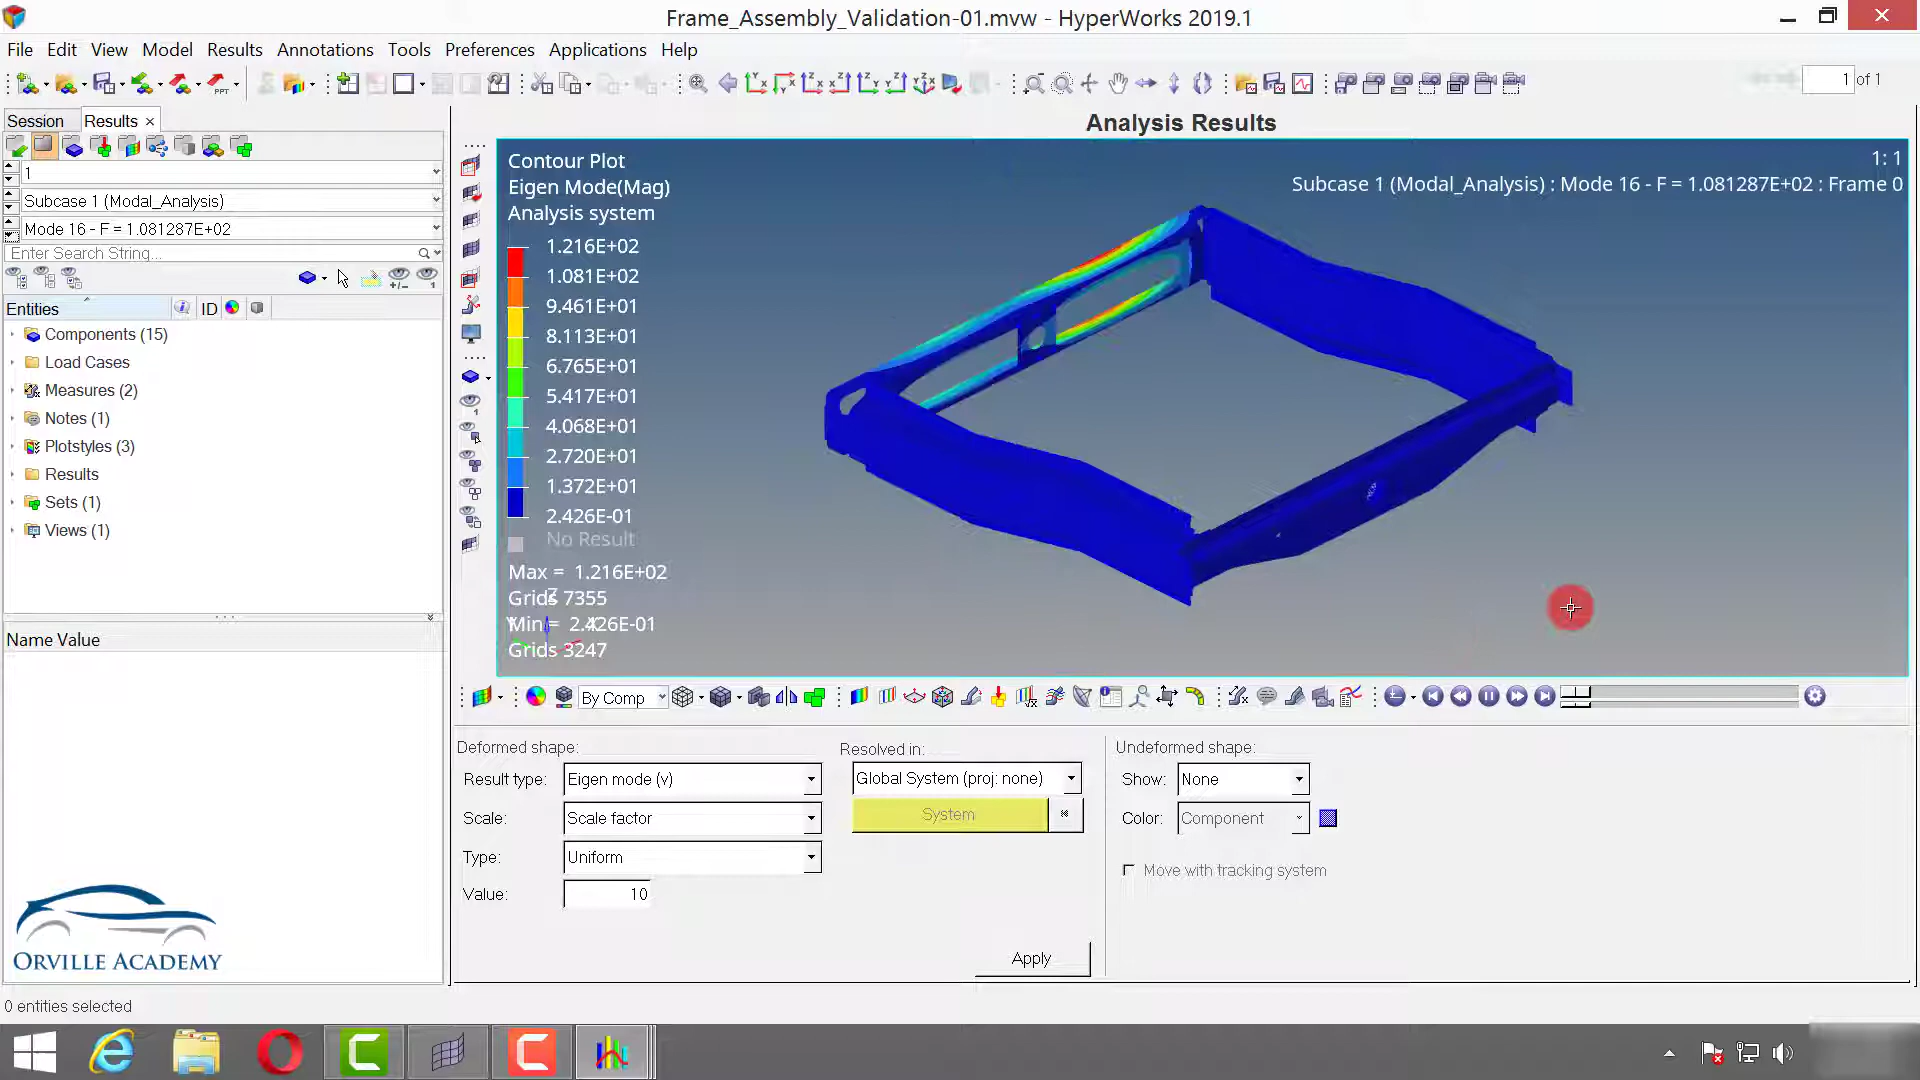 Frame_Assembly_Validation-01.mvw - HyperWorks 2019.1
File Edit View Model Results Annotations Tools Preferences Applications Help
1 of 1
Session Results
1
Subcase 1 (Modal_Analysis)
Mode 16 - F = 1.081287E+02
Enter Search String...
Entities ID
Components (15)
Load Cases
Measures (2)
Notes (1)
Plotstyles (3)
Results
Sets (1)
Views (1)
Name Value
ORVILLE ACADEMY
0 entities selected
Analysis Results
Contour Plot
Eigen Mode(Mag)
Analysis system
1.216E+02
1.081E+02
9.461E+01
8.113E+01
6.765E+01
5.417E+01
4.068E+01
2.720E+01
1.372E+01
2.426E-01
No Result
Max = 1.216E+02
Grids 7355
Min = 2.426E-01
Grids 3247
Z
Y
X
1: 1
Subcase 1 (Modal_Analysis) : Mode 16 - F = 1.081287E+02 : Frame 0
By Comp
Deformed shape:
Result type: Eigen mode (v)
Scale: Scale factor
Type: Uniform
Value: 10
Resolved in:
Global System (proj: none)
System
Apply
Undeformed shape:
Show: None
Color: Component
Move with tracking system